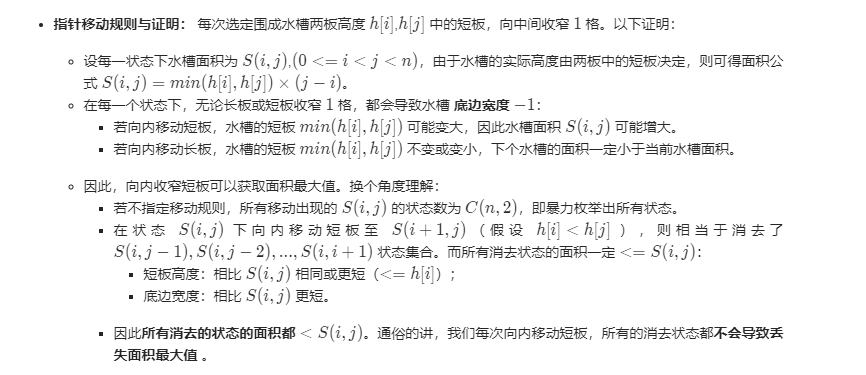 指针移动规则与证明： 每次选定围成水槽两板高度 h[i],h[j] 中的短板，向中间收窄 1 格。以下证明：
设每一状态下水槽面积为 S(i, j),(0 <= i < j < n)，由于水槽的实际高度由两板中的短板决定，则可得面积公
式 S(i, j) = min(h[i], h[j]) × (j − i)。
在每一个状态下，无论长板或短板收窄 1 格，都会导致水槽 底边宽度 −1：
若向内移动短板，水槽的短板 min(h[i], h[j]) 可能变大，因此水槽面积 S(i, j) 可能增大。
若向内移动长板，水槽的短板 min(h[i], h[j]) 不变或变小，下个水槽的面积一定小于当前水槽面积。
因此，向内收窄短板可以获取面积最大值。换个角度理解：
若不指定移动规则，所有移动出现的 S(i, j) 的状态数为 C(n, 2)，即暴力枚举出所有状态。
在状态 S(i, j) 下向内移动短板至 S(i + 1, j)（假设 h[i] < h[j] ），则相当于消去了
S(i, j − 1), S(i, j − 2), ..., S(i, i + 1) 状态集合。而所有消去状态的面积一定 <= S(i, j)：
短板高度：相比 S(i, j) 相同或更短（<= h[i]）；
底边宽度：相比 S(i, j) 更短。
因此所有消去的状态的面积都 < S(i, j)。通俗的讲，我们每次向内移动短板，所有的消去状态都不会导致丢
失面积最大值 。